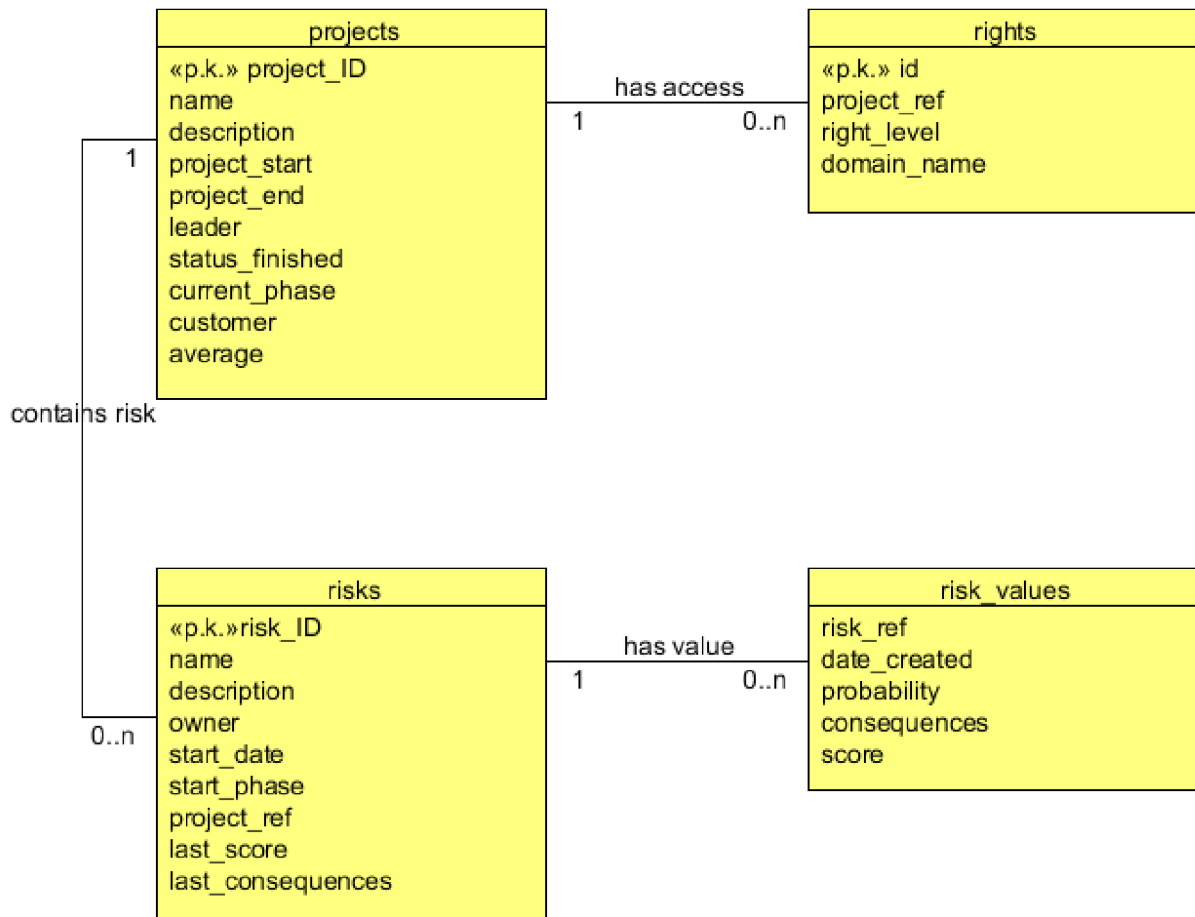 projects
«p.k.» project_ID
name
description
project_start
project_end
leader
status_finished
current_phase
customer
average
has access
1
0..n
rights
«p.k.» id
project_ref
right_level
domain_name
1
contains risk
0..n
risks
«p.k.»risk_ID
name
description
owner
start_date
start_phase
project_ref
last_score
last_consequences
has value
1
0..n
risk_values
risk_ref
date_created
probability
consequences
score